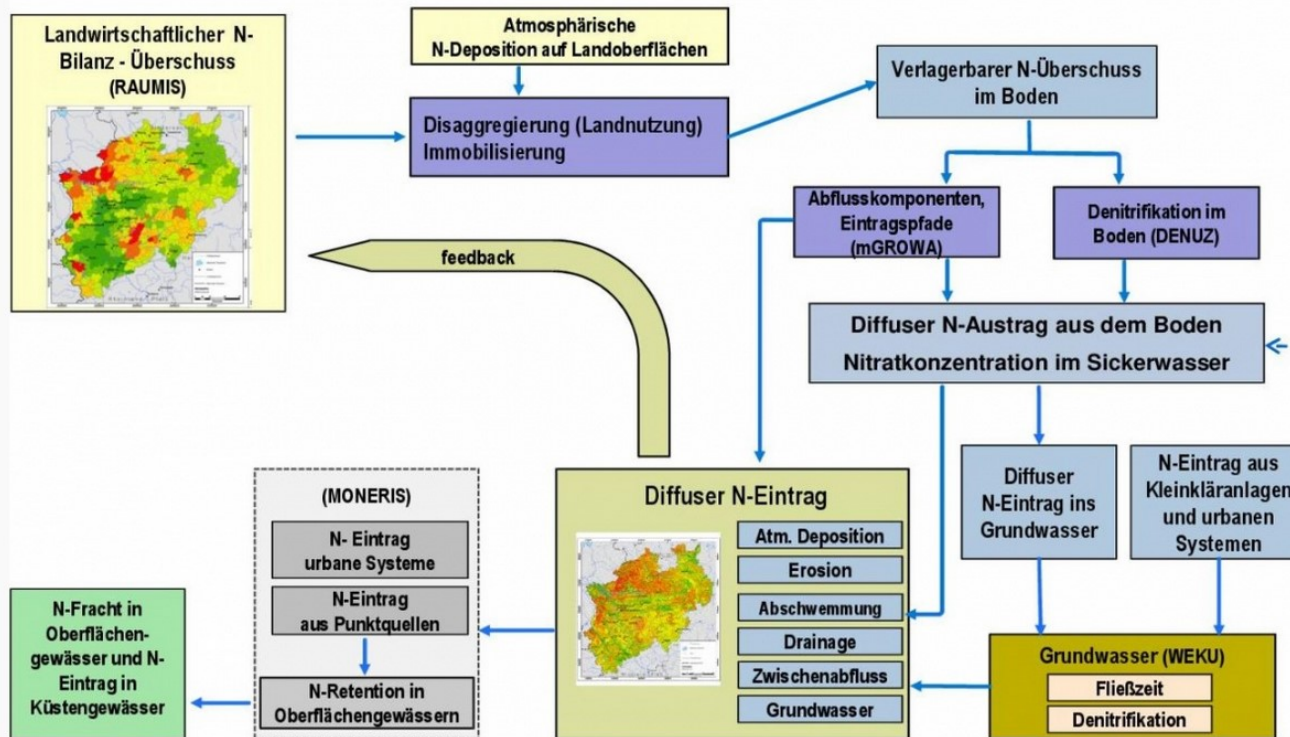 Landwirtschaftlicher N-
Bilanz - Überschuss
(RAUMIS)
Atmosphärische
N-Deposition auf Landoberflächen
Disaggregierung (Landnutzung)
Immobilisierung
Verlagerbarer N-Überschuss
im Boden
Abflusskomponenten,
Eintragspfade
(mGROWA)
Denitrifikation im
Boden (DENUZ)
feedback
Diffuser N-Austrag aus dem Boden
Nitratkonzentration im Sickerwasser
Diffuser
N-Eintrag ins
Grundwasser
N-Eintrag aus
Kleinkläranlagen
und urbanen
Systemen
Grundwasser (WEKU)
Fließzeit
Denitrifikation
Diffuser N-Eintrag
Atm. Deposition
Erosion
Abschwemmung
Drainage
Zwischenabfluss
Grundwasser
(MONERIS)
N- Eintrag
urbane Systeme
N-Eintrag
aus Punktquellen
N-Retention in
Oberflächengewässern
N-Fracht in
Oberflächen-
gewässer und N-
Eintrag in
Küstengewässer